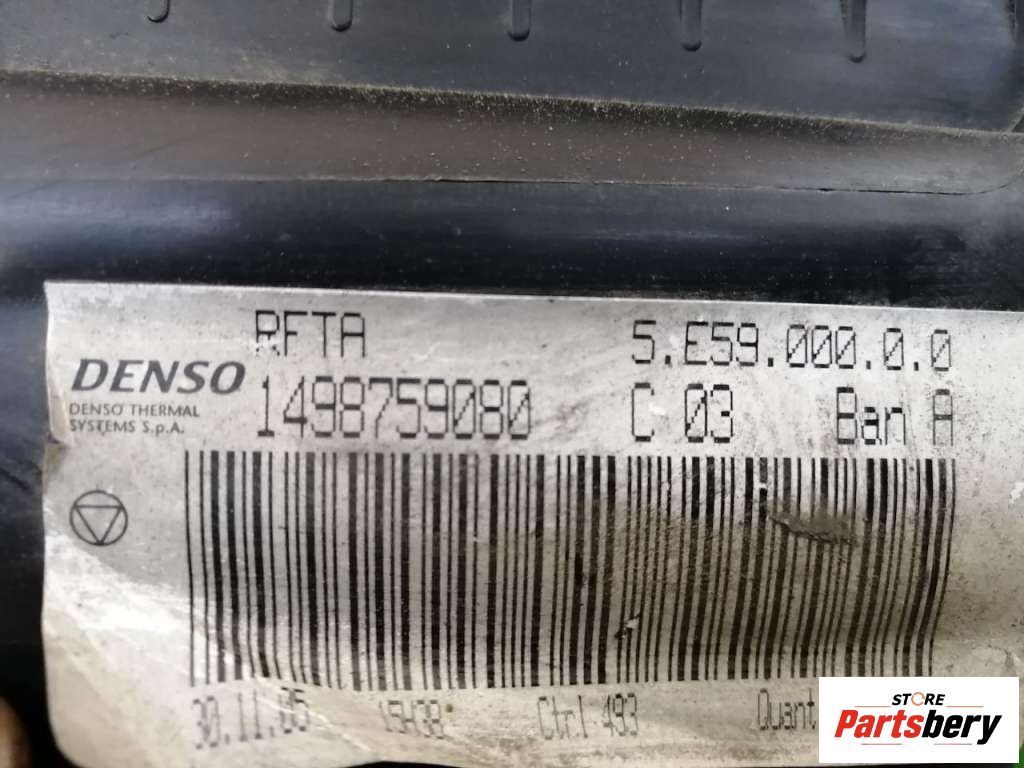 RFTA 5.E59.000.0.0
DENSO 1498759080 C 03 Ban A
DENSO THERMAL
SYSTEMS S.p.A.
30.11.05 15H38 Ctrl 493 Quant
STORE
Partsbery